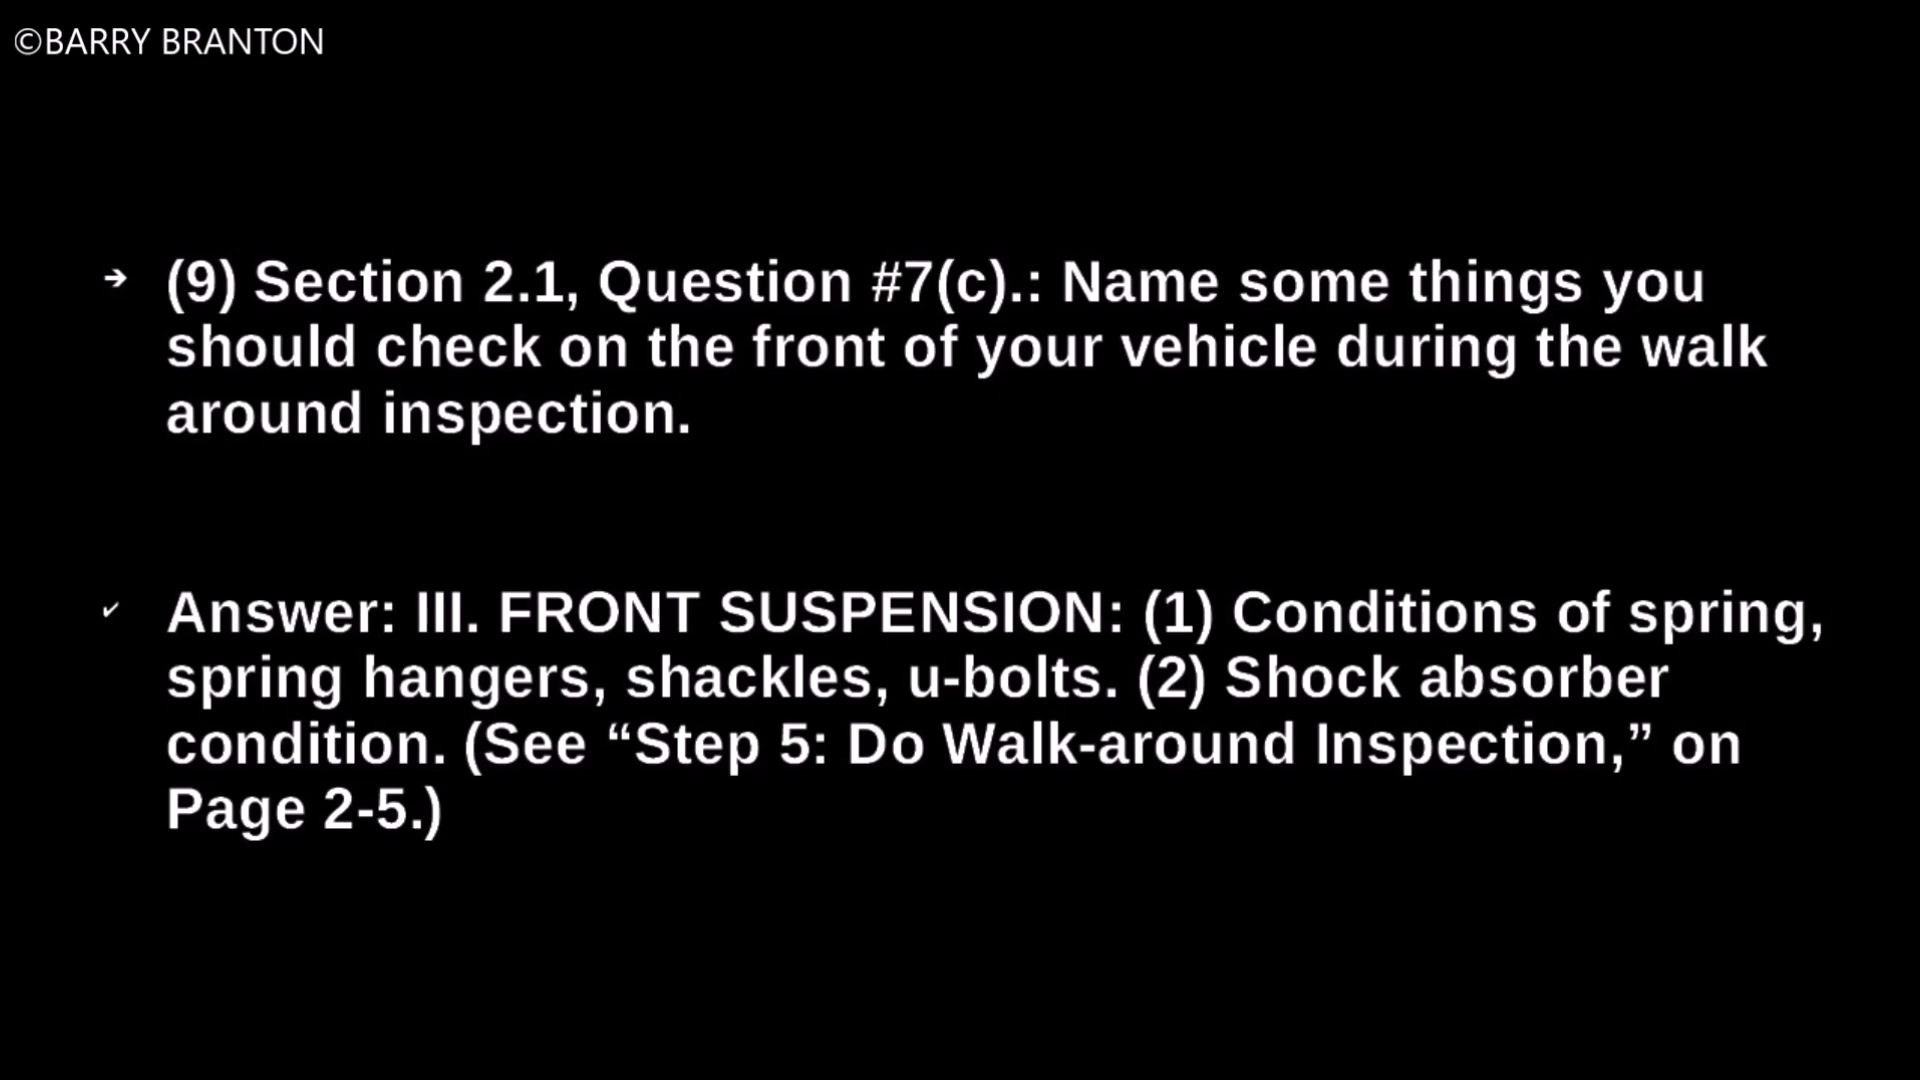 ©BARRY BRANTON
➔ (9) Section 2.1, Question #7(c).: Name some things you
should check on the front of your vehicle during the walk
around inspection.
✓ Answer: III. FRONT SUSPENSION: (1) Conditions of spring,
spring hangers, shackles, u-bolts. (2) Shock absorber
condition. (See “Step 5: Do Walk-around Inspection,” on
Page 2-5.)